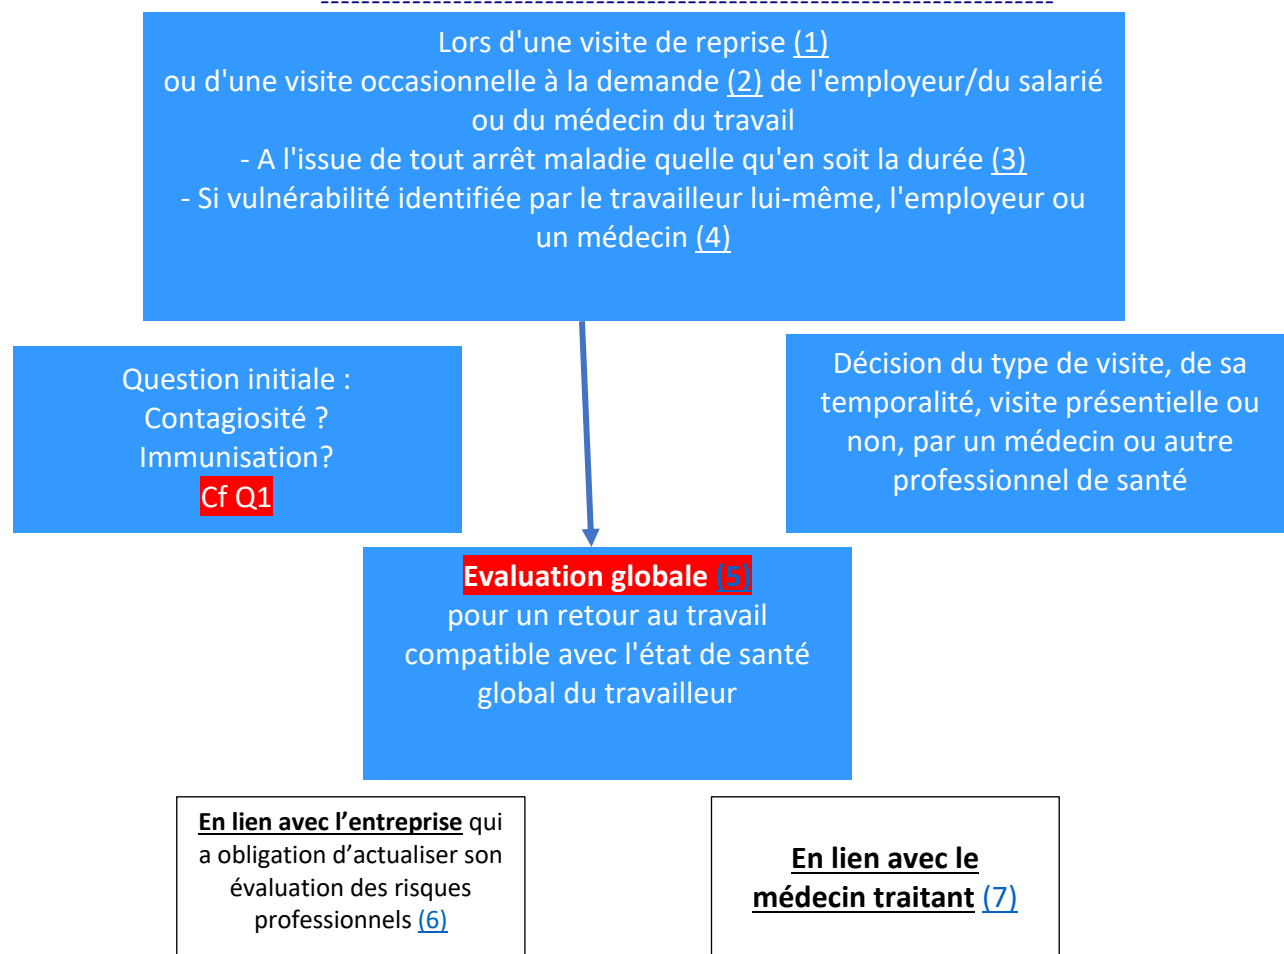 Lors d'une visite de reprise (1)
ou d'une visite occasionnelle à la demande (2) de l'employeur/du salarié
ou du médecin du travail
- A l'issue de tout arrêt maladie quelle qu'en soit la durée (3)
- Si vulnérabilité identifiée par le travailleur lui-même, l'employeur ou
un médecin (4)
Question initiale :
Contagiosité ?
Immunisation?
Cf Q1
Décision du type de visite, de sa
temporalité, visite présentielle ou
non, par un médecin ou autre
professionnel de santé
Evaluation globale (5)
pour un retour au travail
compatible avec l'état de santé
global du travailleur
En lien avec l’entreprise qui
a obligation d’actualiser son
évaluation des risques
professionnels (6)
En lien avec le
médecin traitant (7)